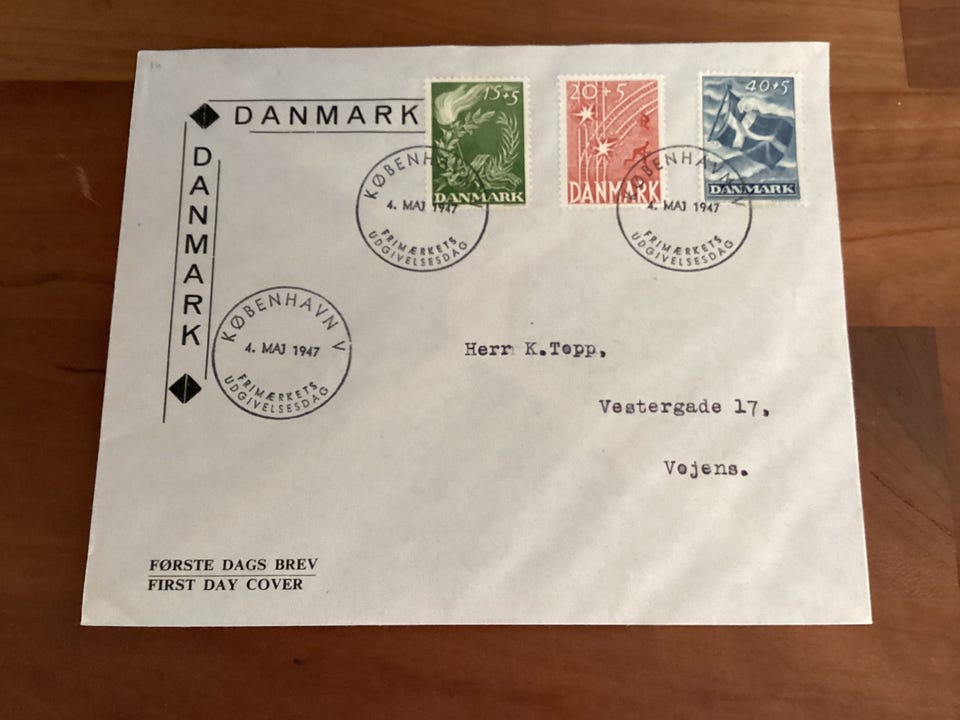 DANMARK
DANMARK
15+5
DANMARK
20+5
DANMARK
40+5
DANMARK
KØBENHAVN V
4. MAJ 1947
FRIMÆRKETS
UDGIVELSESDAG
KØBENHAVN V
4. MAJ 1947
FRIMÆRKETS
UDGIVELSESDAG
KØBENHAVN V
4. MAJ 1947
FRIMÆRKETS
UDGIVELSESDAG
Herr K.Topp,
Vestergade 17,
Vojens.
FØRSTE DAGS BREV
FIRST DAY COVER